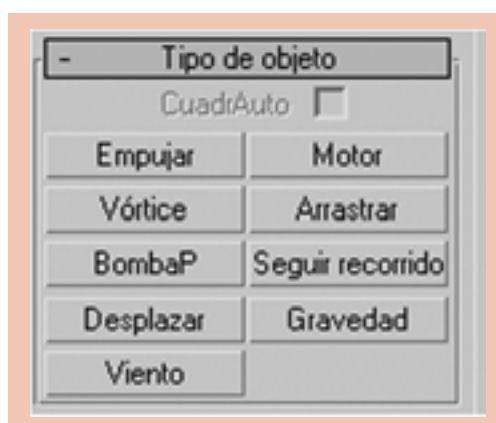 - Tipo de objeto
CuadrAuto
Empujar Motor
Vórtice Arrastrar
BombaP Seguir recorrido
Desplazar Gravedad
Viento